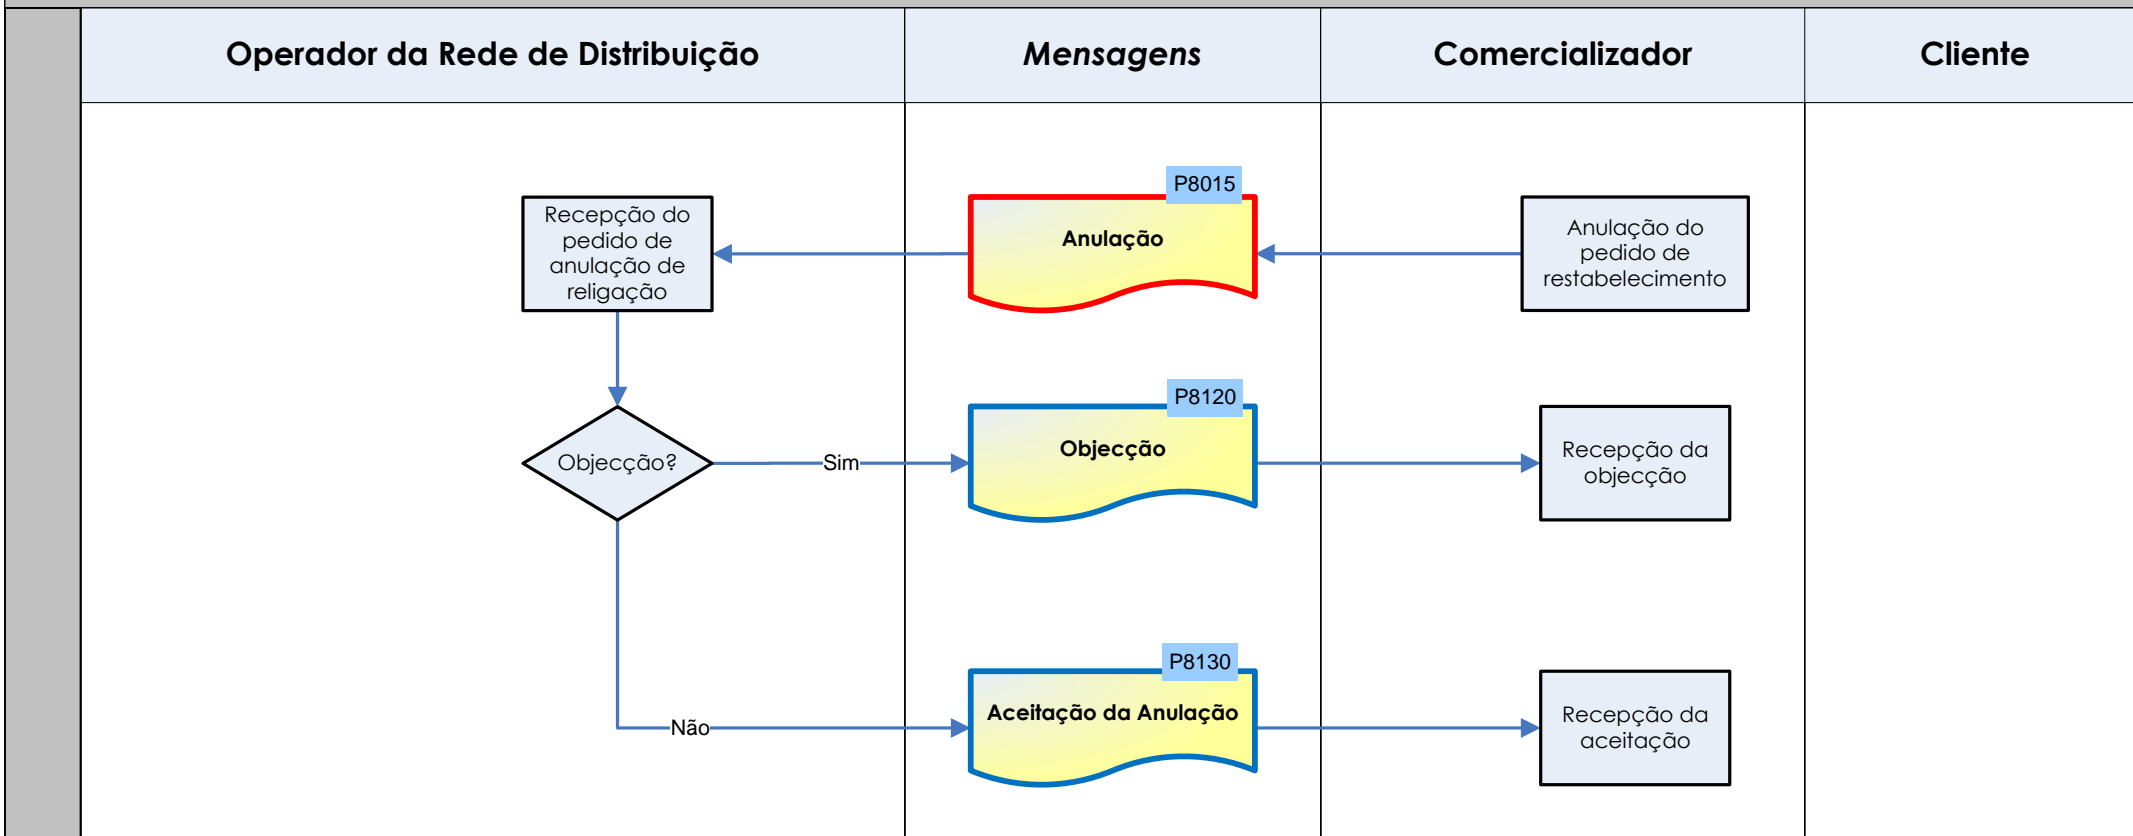 Operador da Rede de Distribuição
Mensagens
Comercializador
Cliente
P8015
Recepção do
pedido de
anulação de
religação
Anulação
Anulação do
pedido de
restabelecimento
P8120
Objecção?
Sim
Objecção
Recepção da
objecção
P8130
Não
Aceitação da Anulação
Recepção da
aceitação